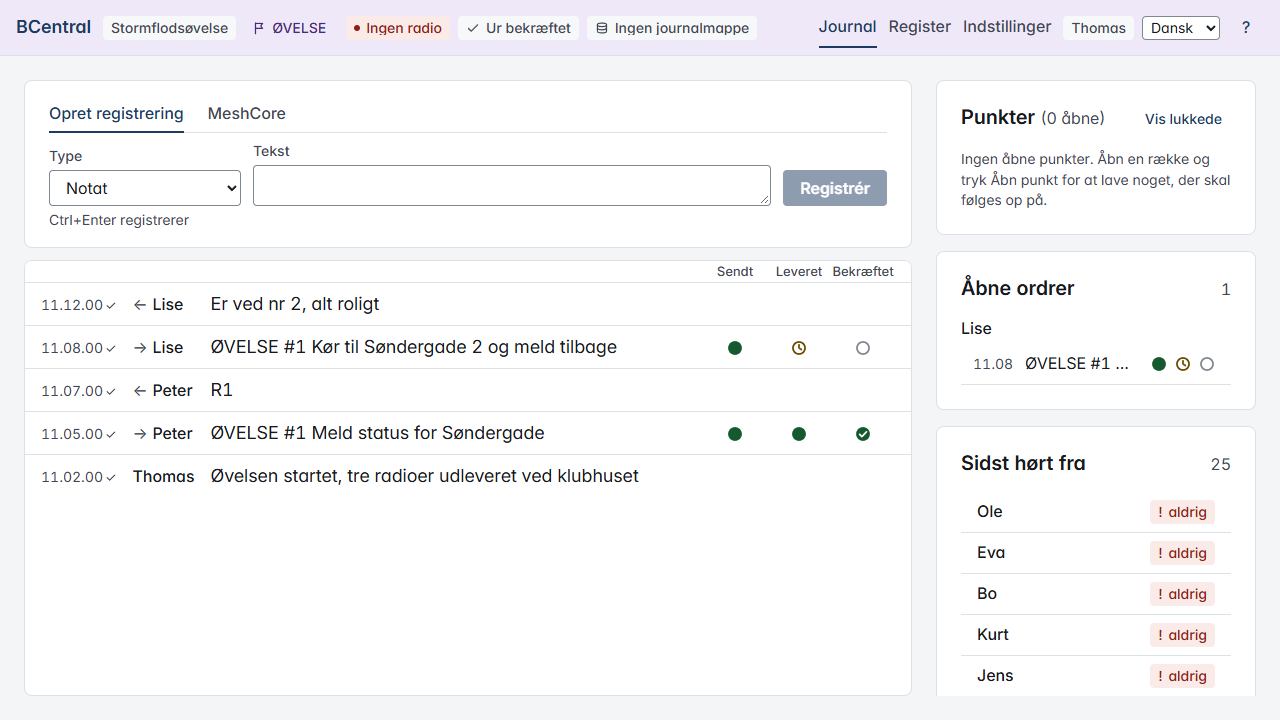 BCentral Stormflodsøvelse ØVELSE Ingen radio Ur bekræftet Ingen journalmappe Journal Register Indstillinger Thomas Dansk ?
Opret registrering MeshCore
Type
Tekst
Notat
Registrér
Ctrl+Enter registrerer
Sendt Leveret Bekræftet
11.12.00 ✓ ← Lise Er ved nr 2, alt roligt
11.08.00 ✓ → Lise ØVELSE #1 Kør til Søndergade 2 og meld tilbage
11.07.00 ✓ ← Peter R1
11.05.00 ✓ → Peter ØVELSE #1 Meld status for Søndergade
11.02.00 ✓ Thomas Øvelsen startet, tre radioer udleveret ved klubhuset
Punkter (0 åbne) Vis lukkede
Ingen åbne punkter. Åbn en række og
tryk Åbn punkt for at lave noget, der skal
følges op på.
Åbne ordrer 1
Lise
11.08 ØVELSE #1 ...
Sidst hørt fra 25
Ole ! aldrig
Eva ! aldrig
Bo ! aldrig
Kurt ! aldrig
Jens ! aldrig